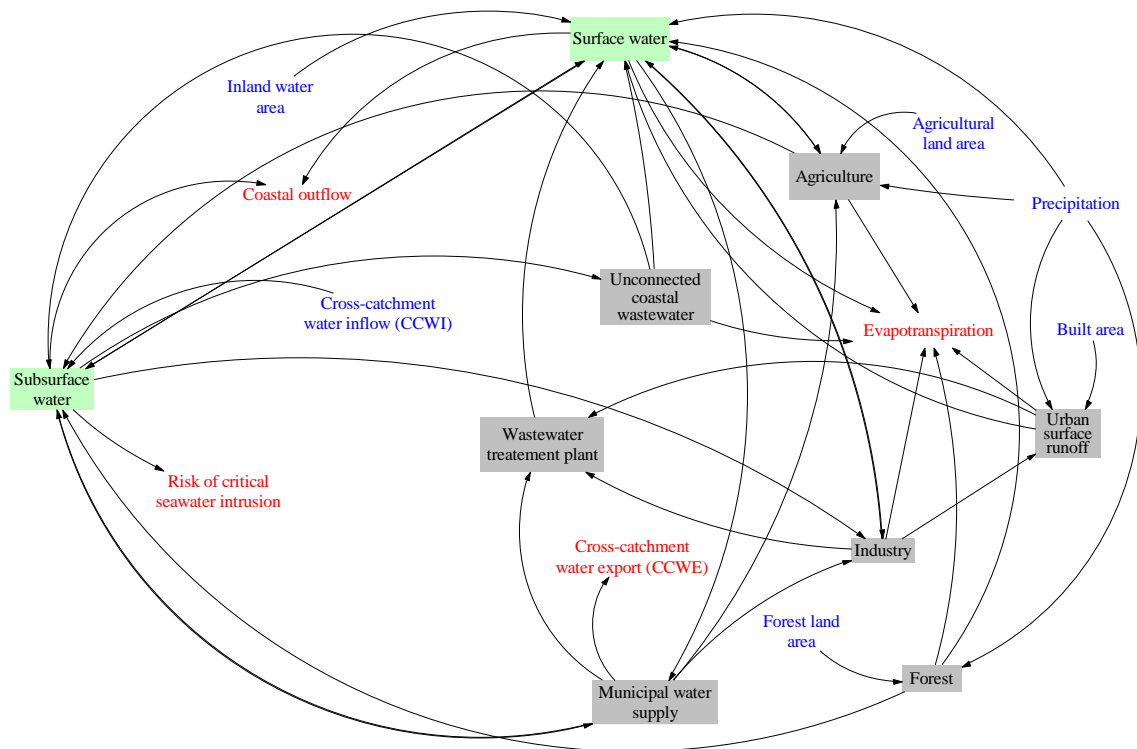 Surface water
Inland water
area
Agricultural
land area
Agriculture
Coastal outflow
Precipitation
Unconnected
coastal
wastewater
Cross-catchment
water inflow (CCWI)
Evapotranspiration
Built area
Subsurface
water
Urban
surface
runoff
Wastewater
treatement plant
Risk of critical
seawater intrusion
Industry
Cross-catchment
water export (CCWE)
Forest land
area
Forest
Municipal water
supply